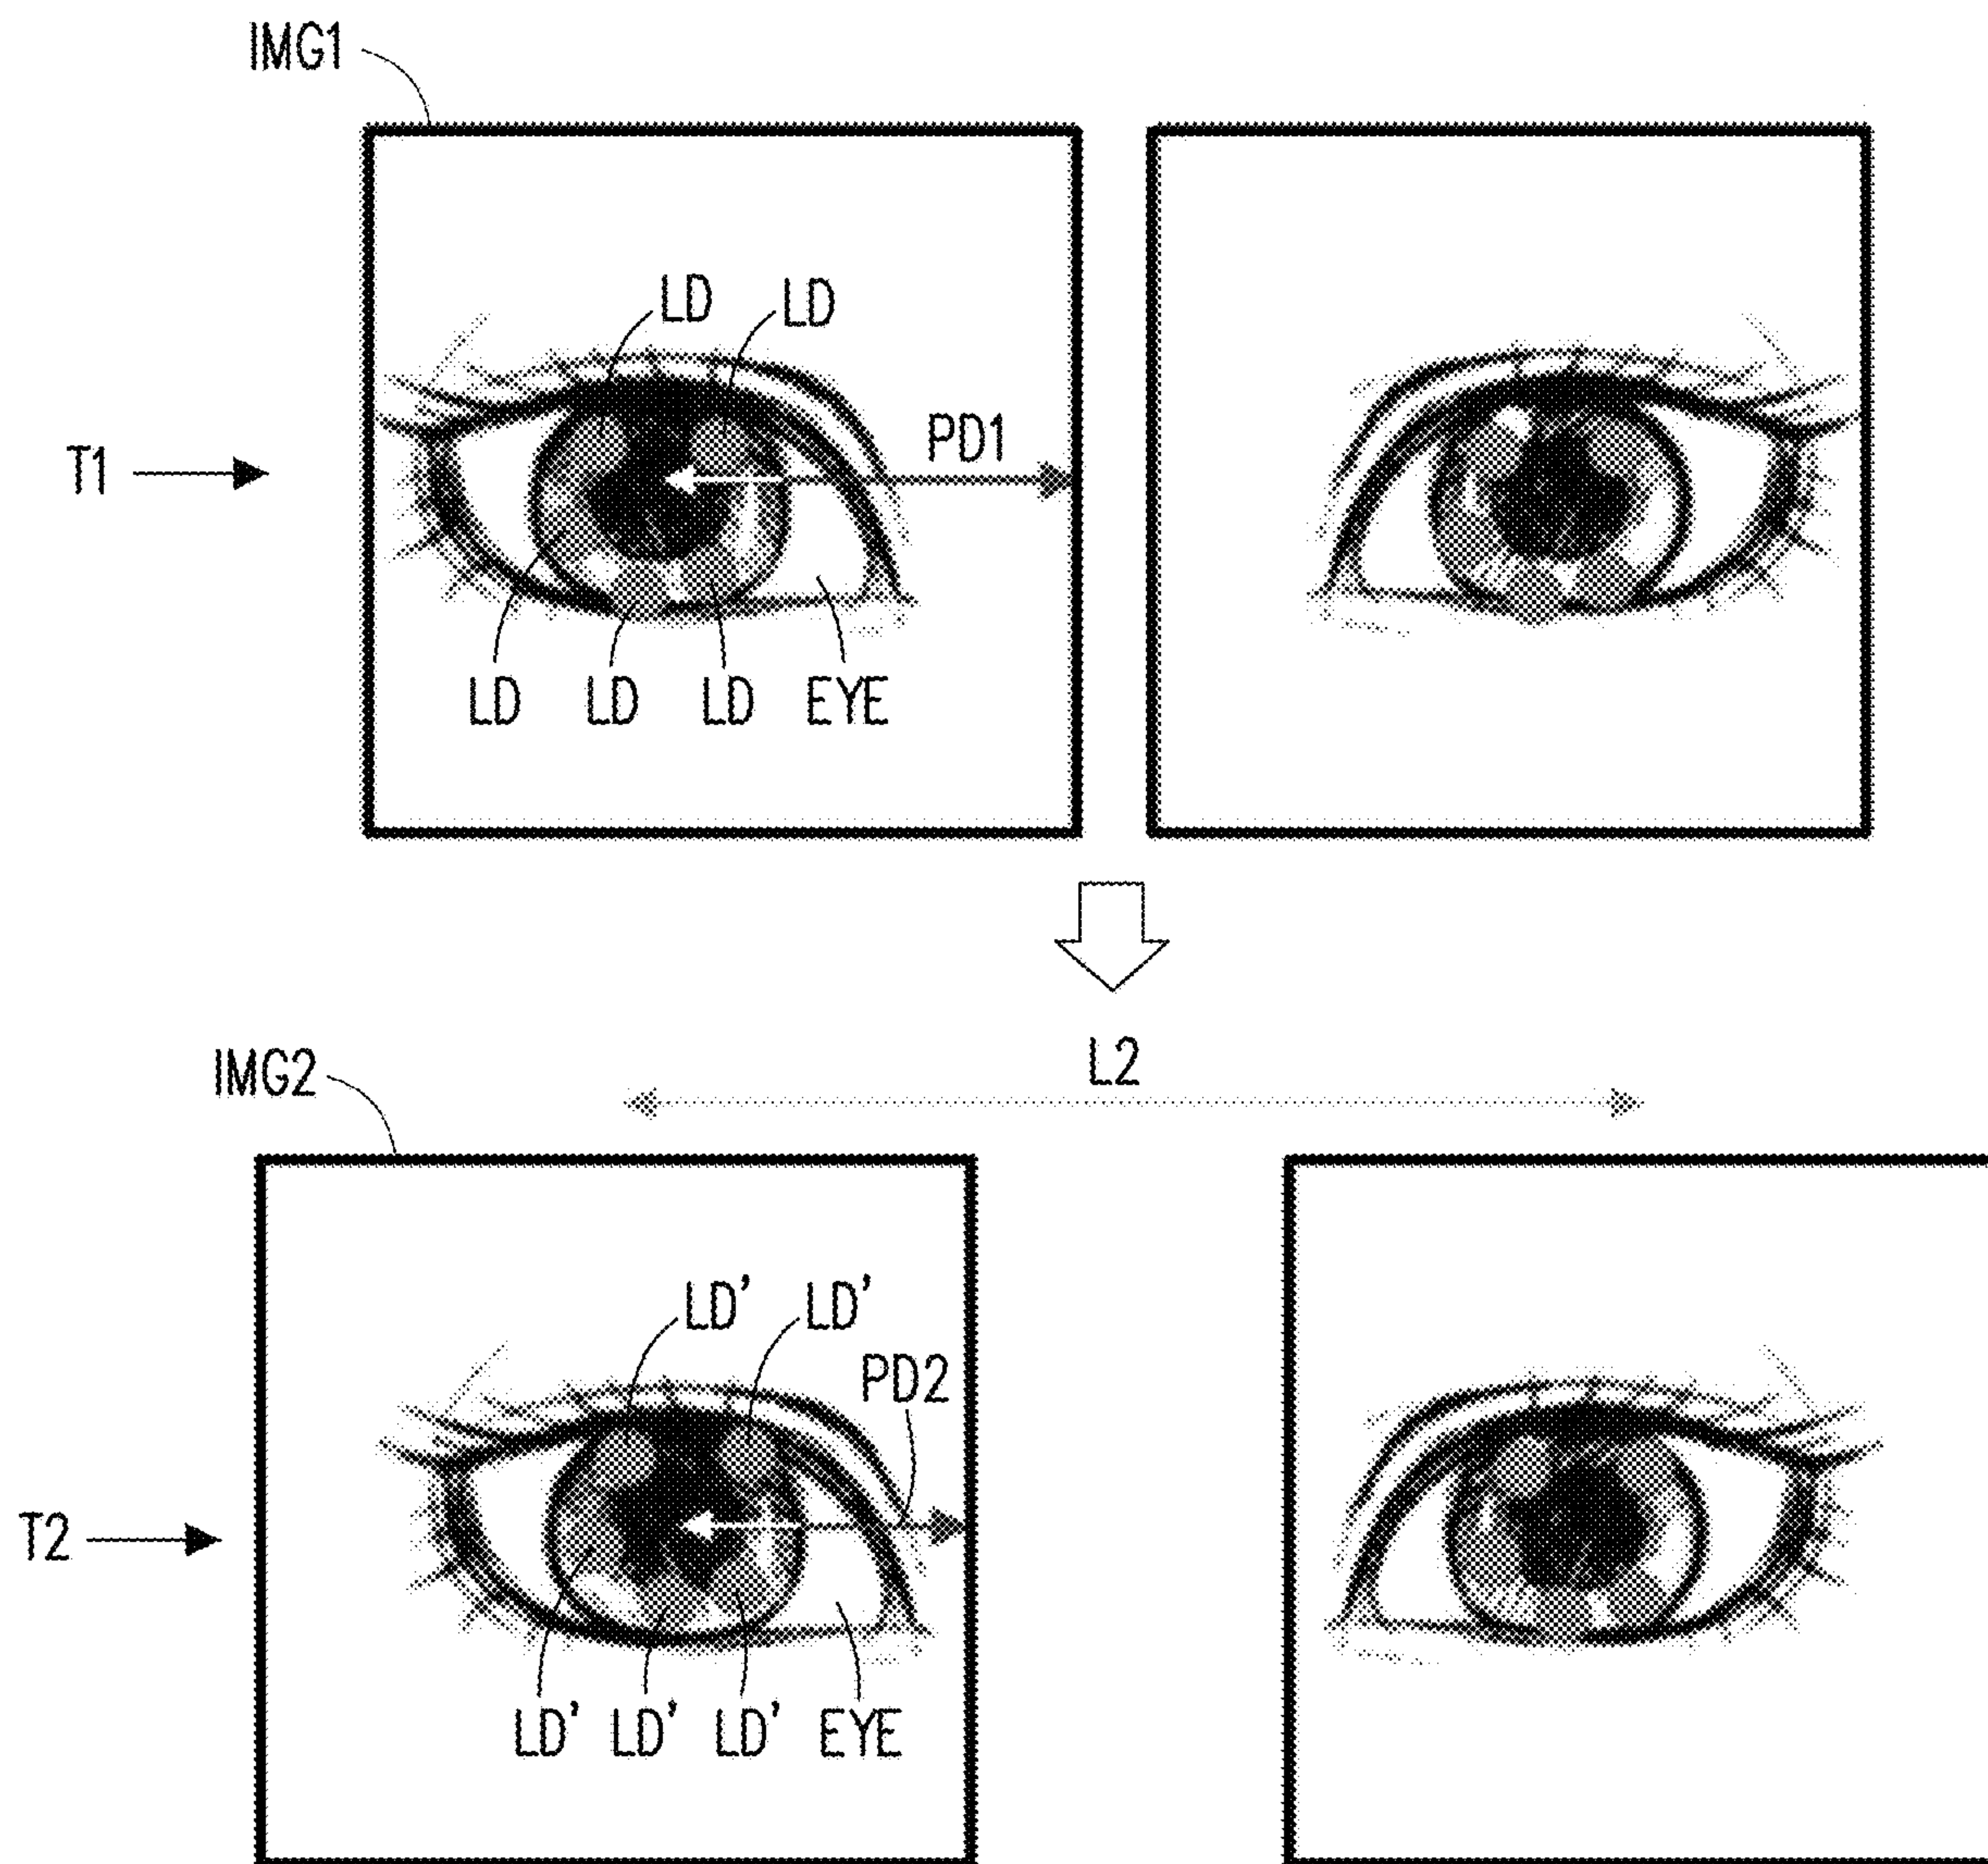 IMG1
LD LD
PD1
T1
LD LD LD EYE
L2
IMG2
LD' LD'
PD2
T2
LD' LD' LD' EYE